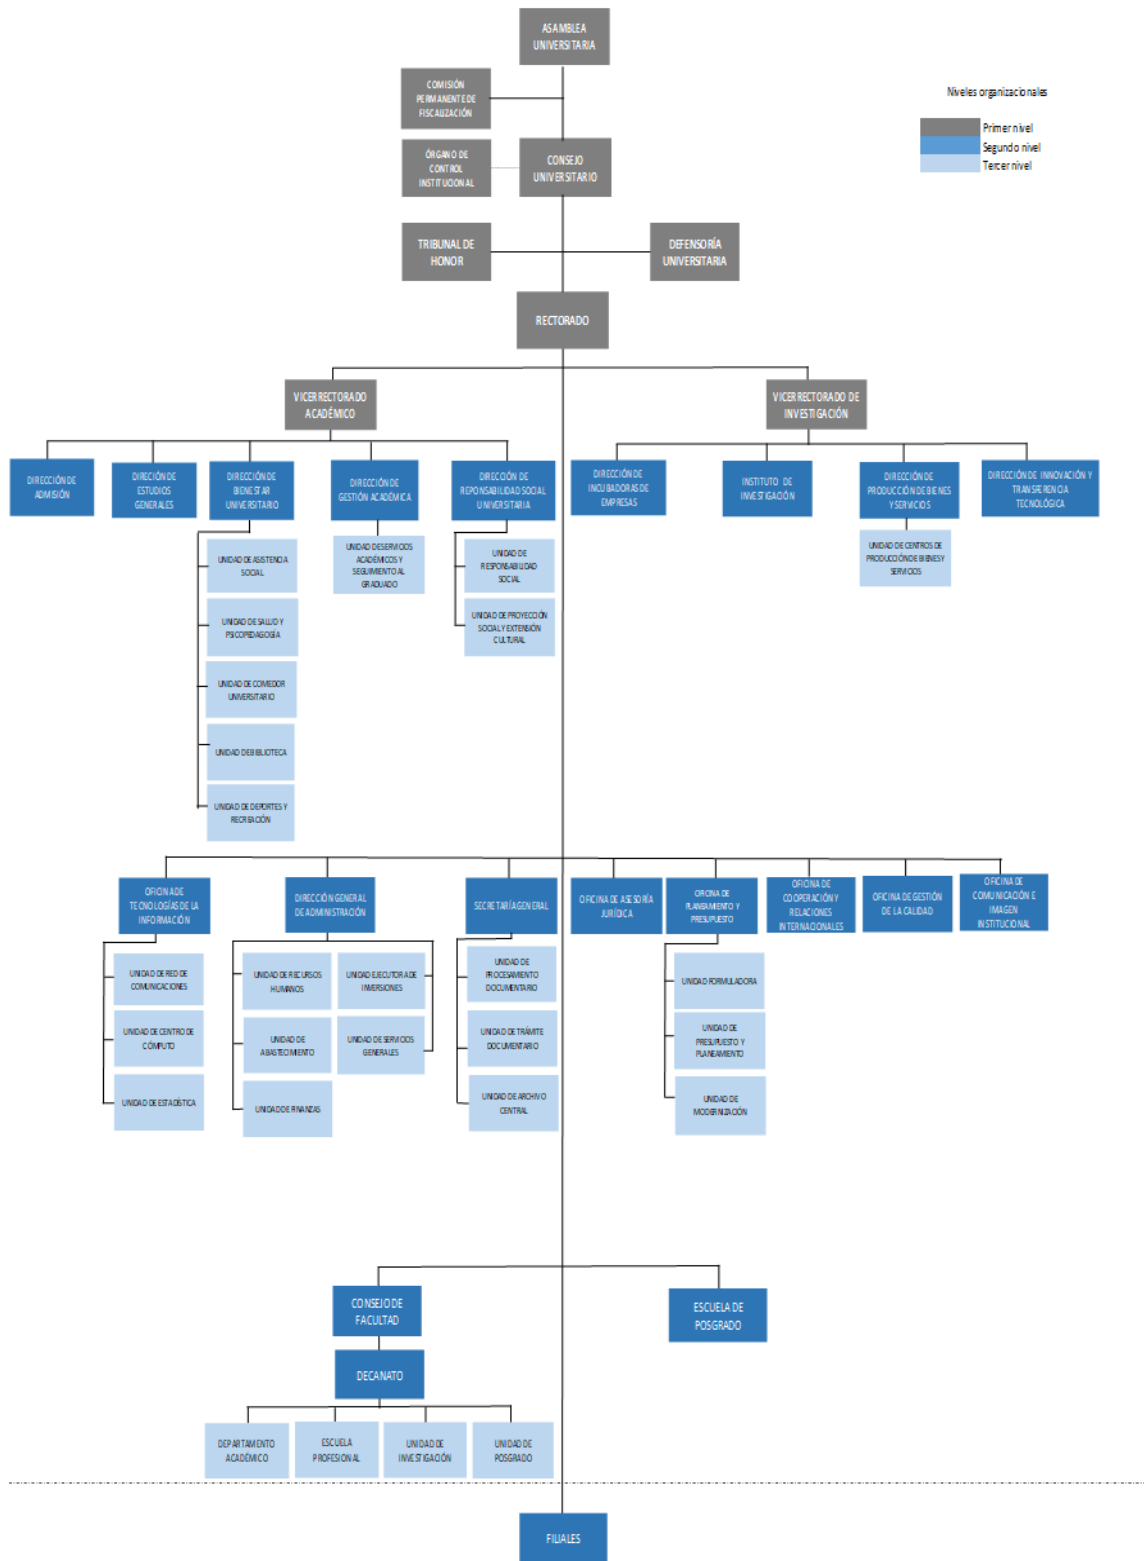 ASAMBLEA
UNIVERSITARIA
COMISIÓN
PERMANENTE DE
FISCALIZACIÓN
Niveles organizacionales
Primer nivel
Segundo nivel
Tercer nivel
ÓRGANO DE
CONTROL
INSTITUCIONAL
CONSEJO
UNIVERSITARIO
TRIBUNAL DE
HONOR
DEFENSORÍA
UNIVERSITARIA
RECTORADO
VICERRECTORADO
ACADÉMICO
VICERRECTORADO DE
INVESTIGACIÓN
DIRECCIÓN DE
ADMISIÓN
DIRECIÓN DE
ESTUDIOS
GENERALES
DIRECCIÓN DE
BIENESTAR
UNIVERSITARIO
DIRECCIÓN DE
GESTIÓN ACADÉMICA
DIRECCIÓN DE
REPONSABILIDAD SOCIAL
UNIVERSITARIA
DIRECCIÓN DE
INCUBADORAS DE
EMPRESAS
INSTITUTO DE
INVESTIGACIÓN
DIRECCIÓN DE
PRODUCCIÓN DE BIENES
Y SERVICIOS
DIRECCIÓN DE INNOVACIÓN Y
TRANSFERENCIA
TECNOLÓGICA
UNIDAD DE ASISTENCIA
SOCIAL
UNIDAD DE SERVICIOS
ACADÉMICOS Y
SEGUIMIENTO AL
GRADUADO
UNIDAD DE
RESPONSABILIDAD
SOCIAL
UNIDAD DE CENTROS DE
PRODUCCIÓN DE BIENES Y
SERVICIOS
UNIDAD DE SALUD Y
PSICOPEDAGOGÍA
UNIDAD DE PROYECCIÓN
SOCIAL Y EXTENSIÓN
CULTURAL
UNIDAD DE COMEDOR
UNIVERSITARIO
UNIDAD DE BIBLIOTECA
UNIDAD DE DEPORTES Y
RECREACIÓN
OFICINA DE
TECNOLOGÍAS DE LA
INFORMACIÓN
DIRECCIÓN GENERAL
DE ADMINISTRACIÓN
SECRETARÍA GENERAL
OFICINA DE ASESORÍA
JURÍDICA
OFICINA DE
PLANEAMIENTO Y
PRESUPUESTO
OFICINA DE
COOPERACIÓN Y
RELACIONES
INTERNACIONALES
OFICINA DE GESTIÓN
DE LA CALIDAD
OFICINA DE
COMUNICACIÓN E
IMAGEN
INSTITUCIONAL
UNIDAD DE RED DE
COMUNICACIONES
UNIDAD DE RECURSOS
HUMANOS
UNIDAD EJECUTORA DE
INVERSIONES
UNIDAD DE
PROCESAMIENTO
DOCUMENTARIO
UNIDAD FORMULADORA
UNIDAD DE CENTRO DE
CÓMPUTO
UNIDAD DE
ABASTECIMIENTO
UNIDAD DE SERVICIOS
GENERALES
UNIDAD DE TRÁMITE
DOCUMENTARIO
UNIDAD DE
PRESUPUESTO Y
PLANEAMIENTO
UNIDAD DE ESTADÍSTICA
UNIDAD DE FINANZAS
UNIDAD DE ARCHIVO
CENTRAL
UNIDAD DE
MODERNIZACIÓN
CONSEJO DE
FACULTAD
ESCUELA DE
POSGRADO
DECANATO
DEPARTAMENTO
ACADÉMICO
ESCUELA
PROFESIONAL
UNIDAD DE
INVESTIGACIÓN
UNIDAD DE
POSGRADO
FILIALES